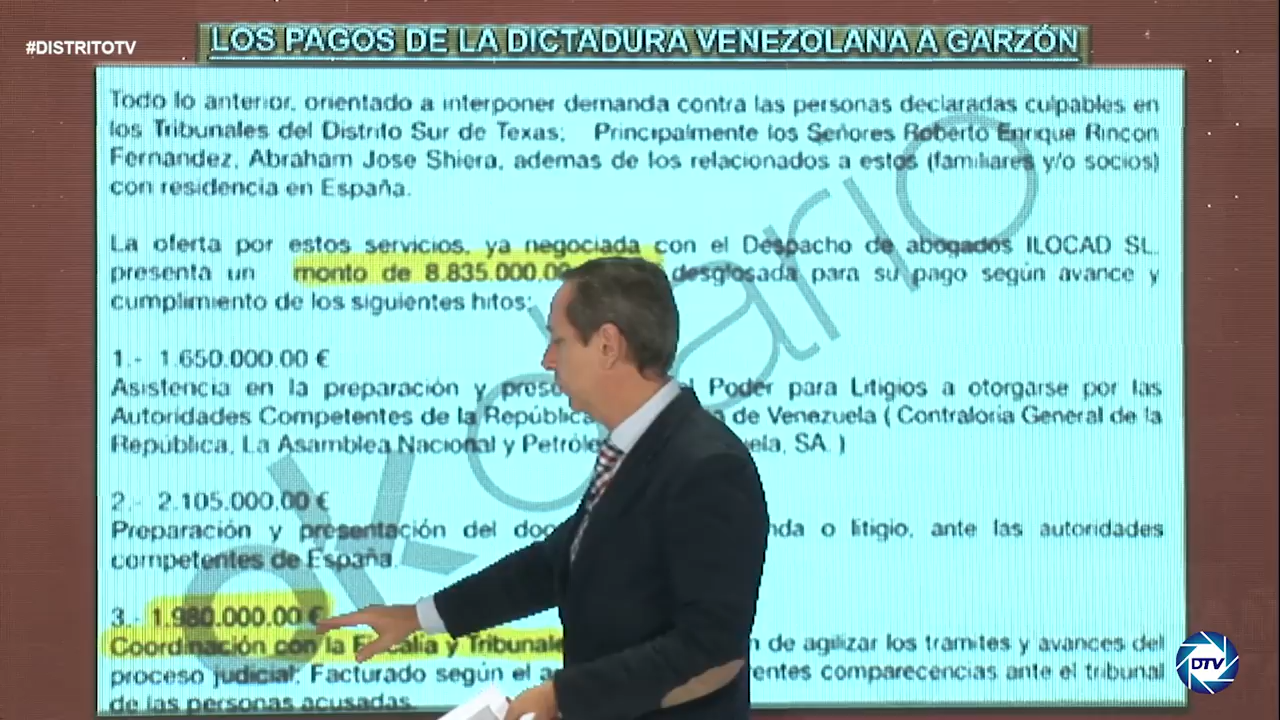 #DISTRITOTV
LOS PAGOS DE LA DICTADURA VENEZOLANA A GARZÓN
Todo lo anterior, orientado a interponer demanda contra las personas declaradas culpables en
los Tribunales del Distrito Sur de Texas; Principalmente los Señores Roberto Enrique Rincon
Fernandez, Abraham Jose Shiera, ademas de los relacionados a estos (familiares y/o socios)
con residencia en España.
La oferta por estos servicios, ya negociada con el Despacho de abogados ILOCAD SL.
presenta un monto de 8.835.000.00 desglosada para su pago según avance y
cumplimiento de los siguientes hitos:
1.- 1.650.000.00 €
Asistencia en la preparación y Poder para Litigios a otorgarse por las
Autoridades Competentes de la República de Venezuela ( Contraloria General de la
República, La Asamblea Nacional y SA. )
2.- 2.105.000.00 €
Preparación y presentación del o litigio, ante las autoridades
competentes de España.
3.- 1.980.000.00 €
Coordinación con la Fiscalía y de agilizar los tramites y avances del
proceso judicial; Facturado según el comparecencias ante el tribunal
de las personas acusadas.
okdiario
DTV